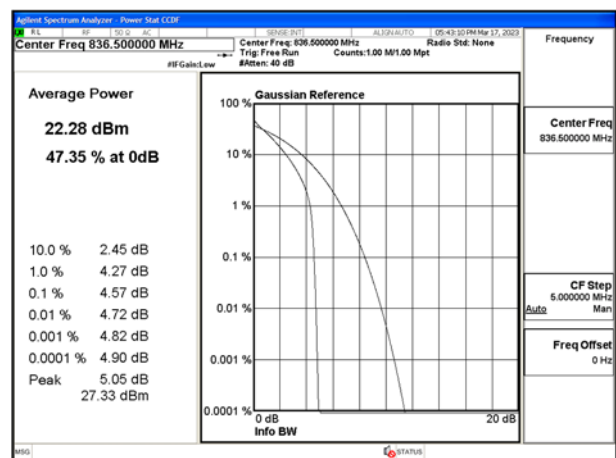 Agilent Spectrum Analyzer - Power Stat CCDF
RL RF 50 Ω AC SENSE:INT ALIGN AUTO 05:43:10 PM Mar 17, 2023
Center Freq 836.500000 MHz
Center Freq: 836.500000 MHz Radio Std: None
Trig: Free Run Counts:1.00 M/1.00 Mpt
#IFGain:Low #Atten: 40 dB
Frequency
Average Power
22.28 dBm
47.35 % at 0dB
10.0 % 2.45 dB
1.0 % 4.27 dB
0.1 % 4.57 dB
0.01 % 4.72 dB
0.001 % 4.82 dB
0.0001 % 4.90 dB
Peak 5.05 dB
27.33 dBm
Gaussian Reference
100 %
10 %
1 %
0.1 %
0.01 %
0.001 %
0.0001 %
0 dB 20 dB
Info BW
Center Freq
836.500000 MHz
CF Step
5.000000 MHz
Auto Man
Freq Offset
0 Hz
MSG STATUS